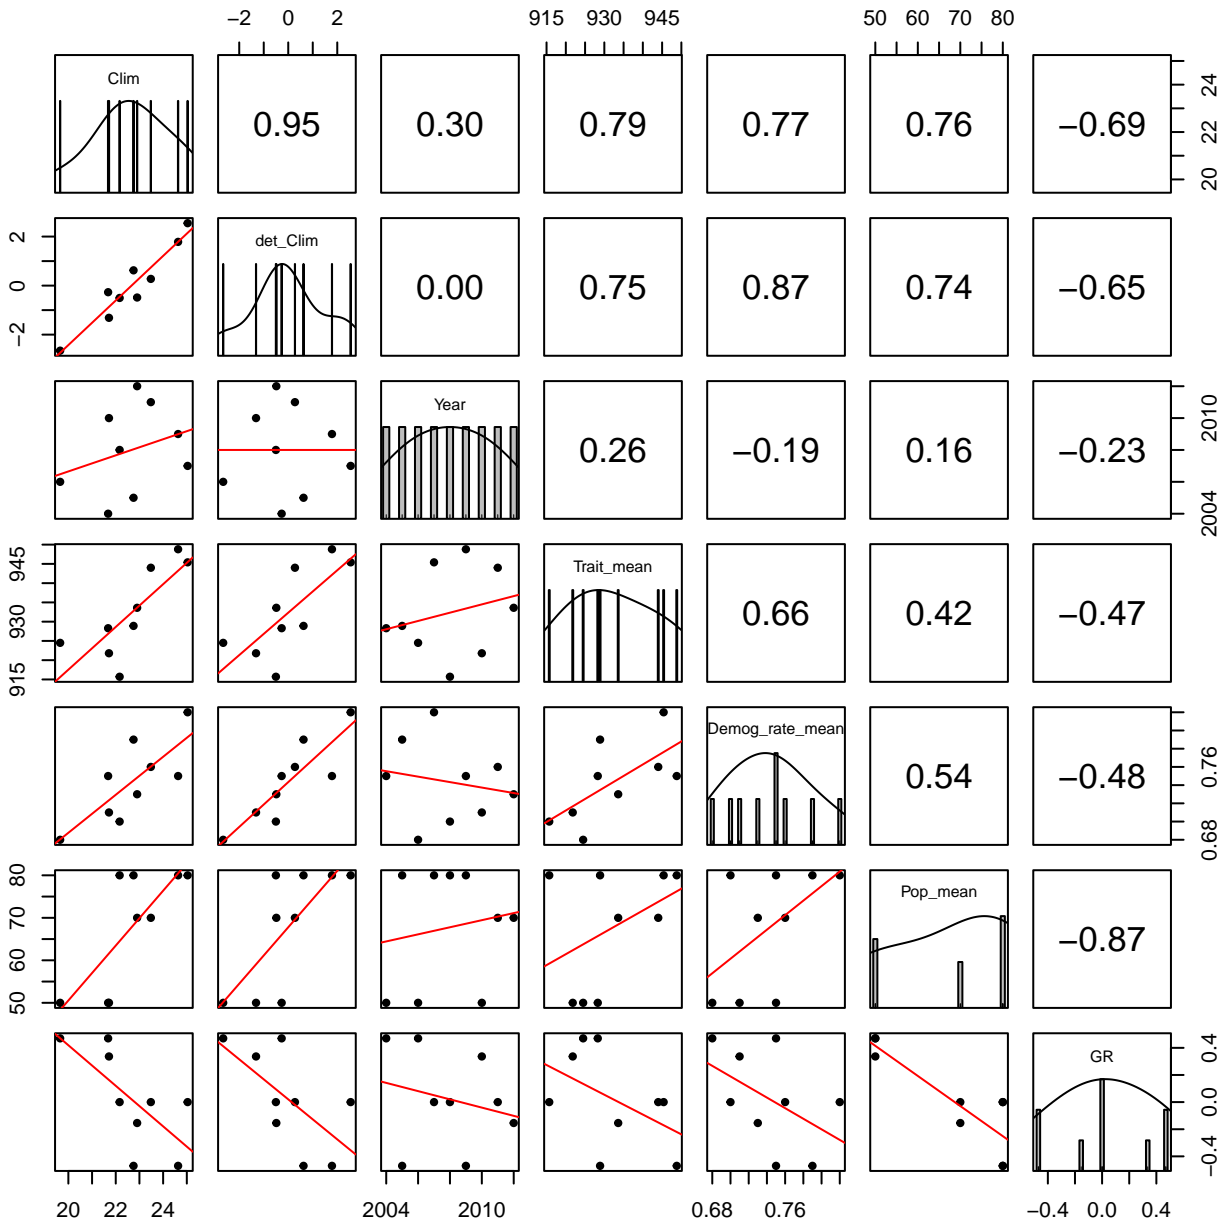 −2 0 2 915 930 945 50 60 70 80
Clim 0.95 0.30 0.79 0.77 0.76 −0.69 20 22 24
−2 0 2 det_Clim 0.00 0.75 0.87 0.74 −0.65
Year 0.26 −0.19 0.16 −0.23 2004 2010
915 930 945 Trait_mean 0.66 0.42 −0.47
Demog_rate_mean 0.54 −0.48 0.68 0.76
50 60 70 80 Pop_mean −0.87
GR −0.4 0.0 0.4
20 22 24 2004 2010 0.68 0.76 −0.4 0.0 0.4